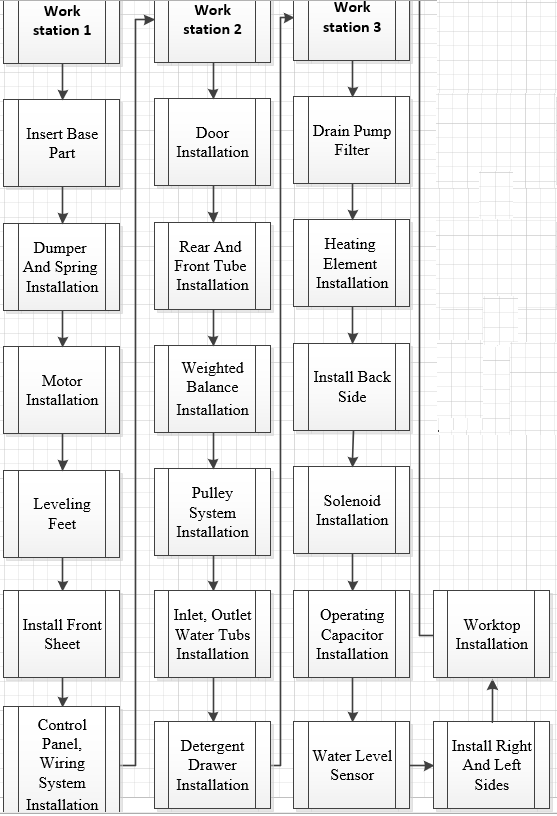 Work
station 1
Insert Base
Part
Dumper
And Spring
Installation
Motor
Installation
Leveling
Feet
Install Front
Sheet
Control
Panel,
Wiring
System
Installation
Work
station 2
Door
Installation
Rear And
Front Tube
Installation
Weighted
Balance
Installation
Pulley
System
Installation
Inlet, Outlet
Water Tubs
Installation
Detergent
Drawer
Installation
Work
station 3
Drain Pump
Filter
Heating
Element
Installation
Install Back
Side
Solenoid
Installation
Operating
Capacitor
Installation
Water Level
Sensor
Install Right
And Left
Sides
Worktop
Installation